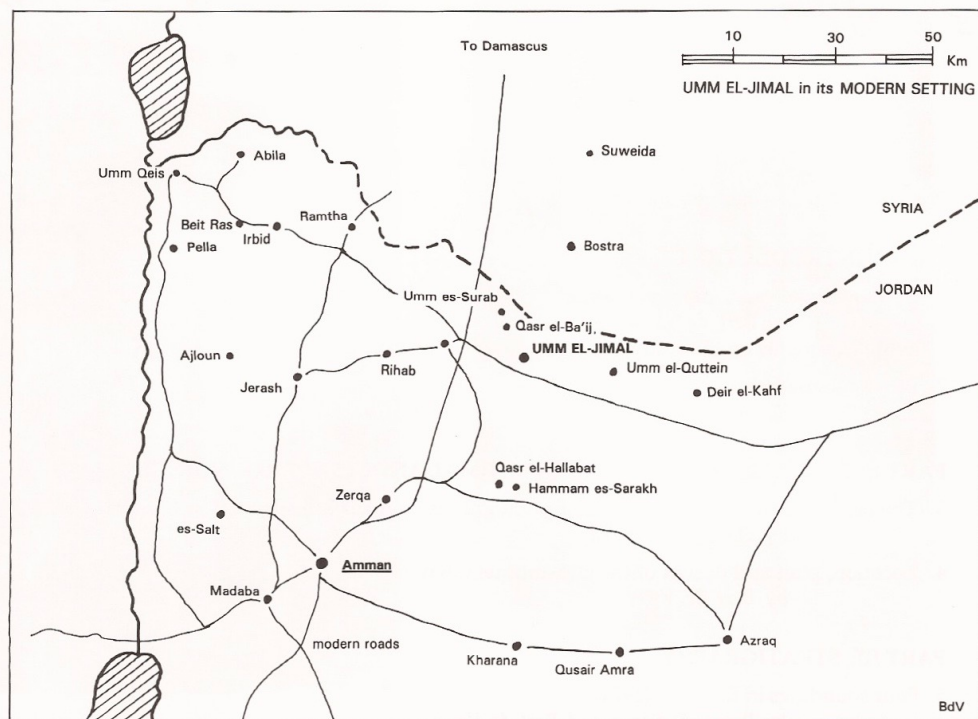 To Damascus
10 30 50
Km
UMM EL-JIMAL in its MODERN SETTING
Abila
Suweida
Umm Qeis
SYRIA
Beit Ras
Irbid
Ramtha
Pella
Bostra
JORDAN
Umm es-Surab
Qasr el-Ba'ij
UMM EL-JIMAL
Ajloun
Jerash
Rihab
Umm el-Quttein
Deir el-Kahf
Qasr el-Hallabat
Hammam es-Sarakh
Zerqa
es-Salt
Amman
Madaba
modern roads
Kharana
Qusair Amra
Azraq
BdV